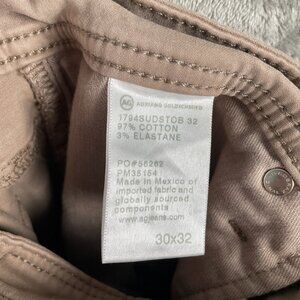 AG
ADRIANO GOLDSCHMIED
1794SUDSTOB 32
97% COTTON
3% ELASTANE
PO#56262
PM35154
Made in Mexico of
imported fabric and
globally sourced
components
www.agjeans.com
30x32